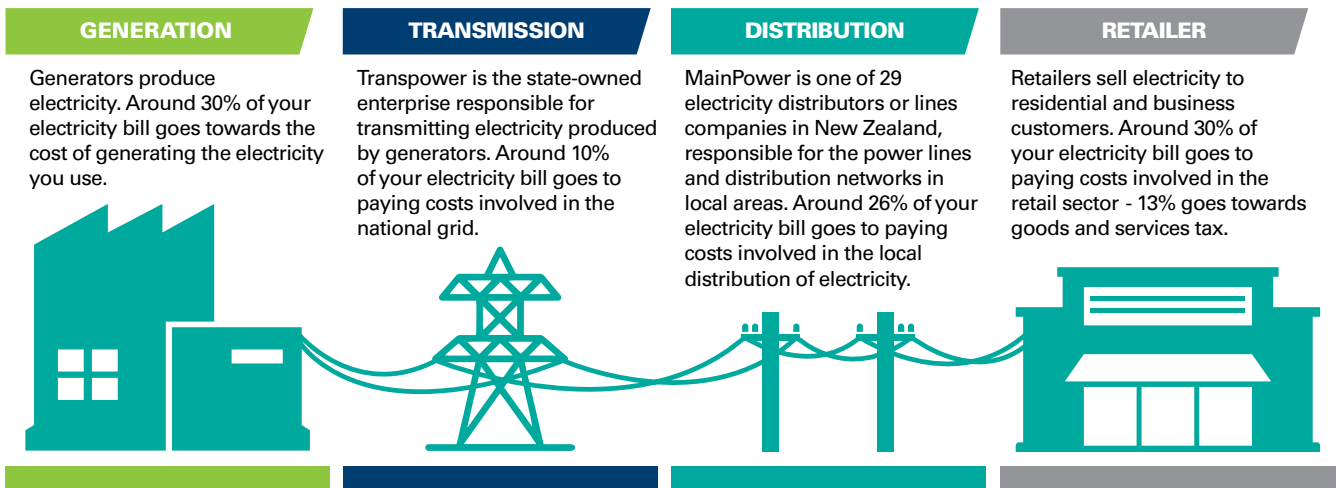 GENERATION
Generators produce
electricity. Around 30% of your
electricity bill goes towards the
cost of generating the electricity
you use.
TRANSMISSION
Transpower is the state-owned
enterprise responsible for
transmitting electricity produced
by generators. Around 10%
of your electricity bill goes to
paying costs involved in the
national grid.
DISTRIBUTION
MainPower is one of 29
electricity distributors or lines
companies in New Zealand,
responsible for the power lines
and distribution networks in
local areas. Around 26% of your
electricity bill goes to paying
costs involved in the local
distribution of electricity.
RETAILER
Retailers sell electricity to
residential and business
customers. Around 30% of
your electricity bill goes to
paying costs involved in the
retail sector - 13% goes towards
goods and services tax.